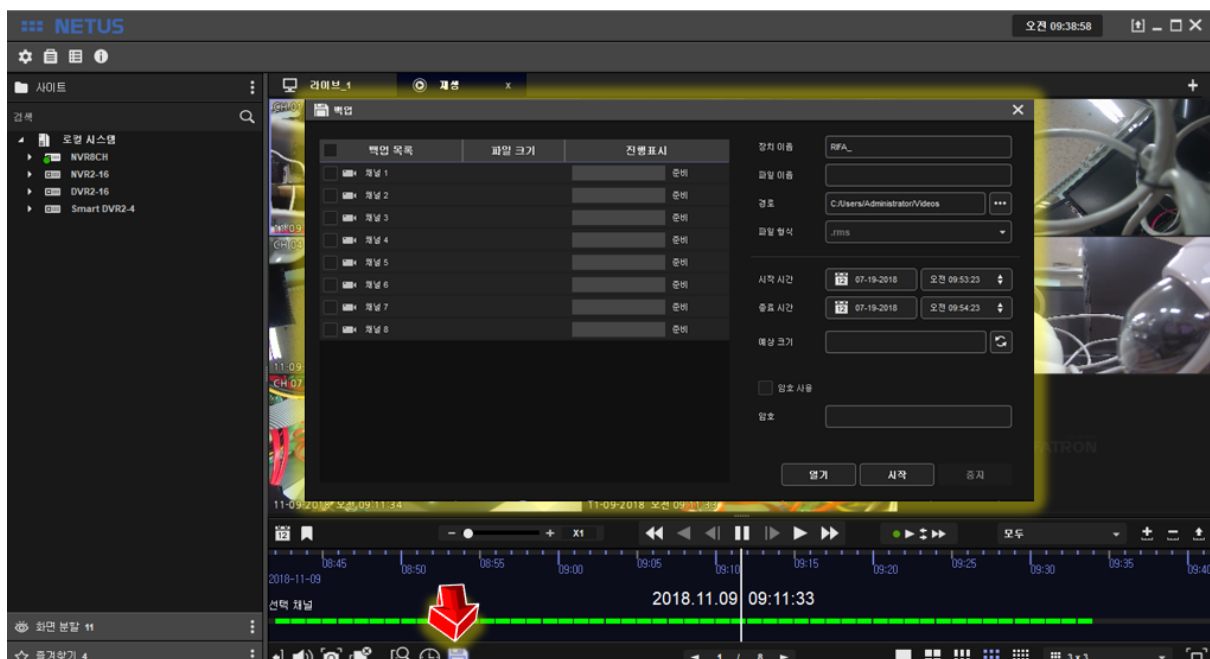 NETUS
오전 09:38:58
사이트
라이브_1
재생
x
검색
로컬 시스템
NVR8CH
NVR2-16
DVR2-16
Smart DVR2-4
CH 01
백업
백업 목록 파일 크기 진행표시
채널 1 준비
채널 2 준비
채널 3 준비
채널 4 준비
채널 5 준비
채널 6 준비
채널 7 준비
채널 8 준비
장치 이름 RIFA_
파일 이름
경로 C:/Users/Administrator/Videos
파일 형식 .rms
시작 시간 12 07-19-2018 오전 09:53:23
종료 시간 12 07-19-2018 오전 09:54:23
예상 크기
암호 사용
암호
열기 시작 중지
CH 04
11-09
CH 07
ATRON
11-09-2018 오전 09:11:34
11-09-2018 오전 09:11:33
12
X1
모두
08:45 08:50 08:55 09:00 09:05 09:10 09:15 09:20 09:25 09:30 09:35 09:40
2018-11-09
선택 채널
2018.11.09 09:11:33
화면 분할 11
즐겨찾기 4
1 / 8
3x3